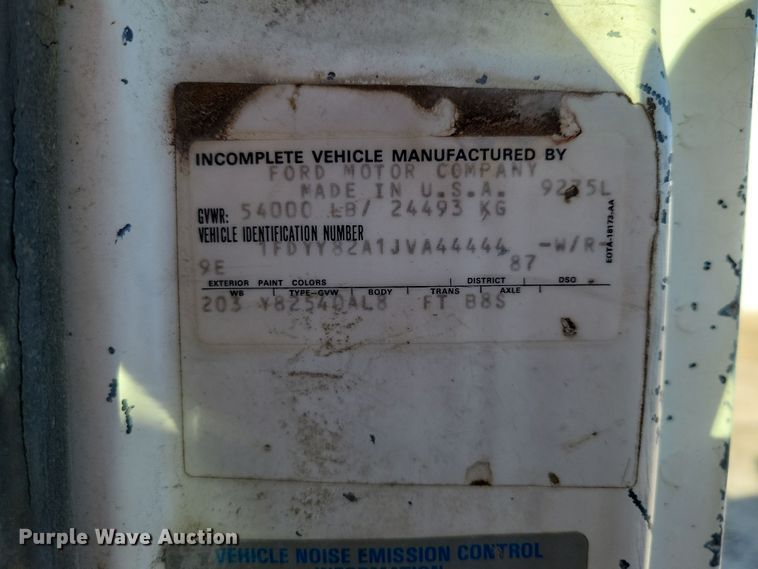 INCOMPLETE VEHICLE MANUFACTURED BY
FORD MOTOR COMPANY
MADE IN U.S.A. 9275L
GVWR: 54000 LB/ 24493 KG
VEHICLE IDENTIFICATION NUMBER
1FDYY82A1JVA44444 -W/R-
9E 87
EXTERIOR PAINT COLORS DISTRICT DSO
WB TYPE-GVW BODY TRANS AXLE
203 Y8254DAL8 FT B8S
EOTA-18173-AA
Purple Wave Auction
VEHICLE NOISE EMISSION CONTROL
INFORMATION